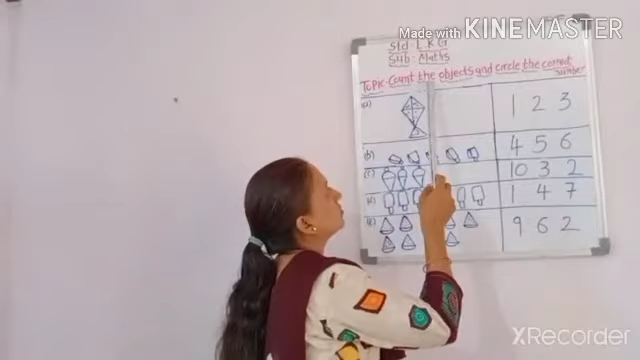 Made with KINEMASTER
Std L.K.G
Sub Maths
Topic - Count the objects and circle the correct number
(a) 1 2 3
(b) 4 5 6
(c) 10 3 2
(d) 1 4 7
(e) 9 6 2
XRecorder